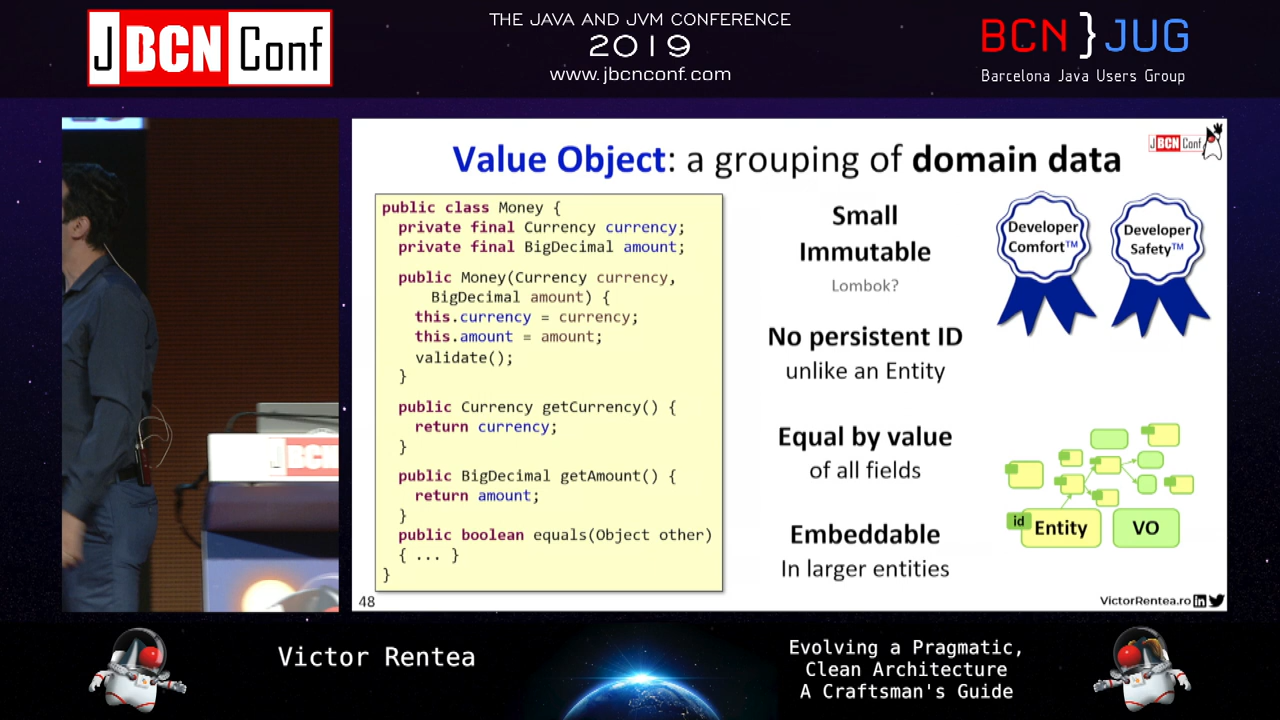 JBCNConf
THE JAVA AND JVM CONFERENCE
2019
www.jbcnconf.com
BCN}JUG
Barcelona Java Users Group
Value Object: a grouping of domain data
JBCNConf
public class Money {
private final Currency currency;
private final BigDecimal amount;
public Money(Currency currency,
BigDecimal amount) {
this.currency = currency;
this.amount = amount;
validate();
}
public Currency getCurrency() {
return currency;
}
public BigDecimal getAmount() {
return amount;
}
public boolean equals(Object other)
{ ... }
}
48
Small
Immutable
Lombok?
No persistent ID
unlike an Entity
Equal by value
of all fields
Embeddable
In larger entities
Developer
Comfort™
Developer
Safety™
id
Entity
VO
VictorRentea.ro
Victor Rentea
Evolving a Pragmatic,
Clean Architecture
A Craftsman's Guide